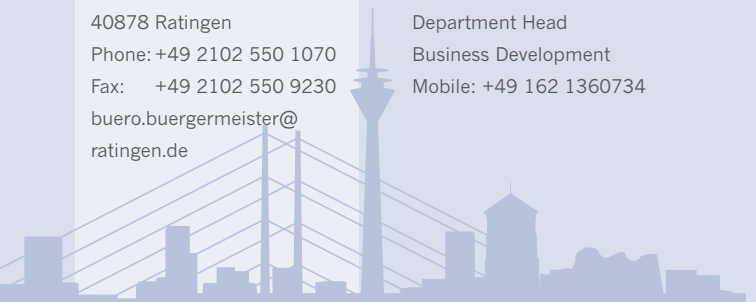 40878 Ratingen
Phone: +49 2102 550 1070
Fax: +49 2102 550 9230
buero.buergermeister@
ratingen.de
Department Head
Business Development
Mobile: +49 162 1360734